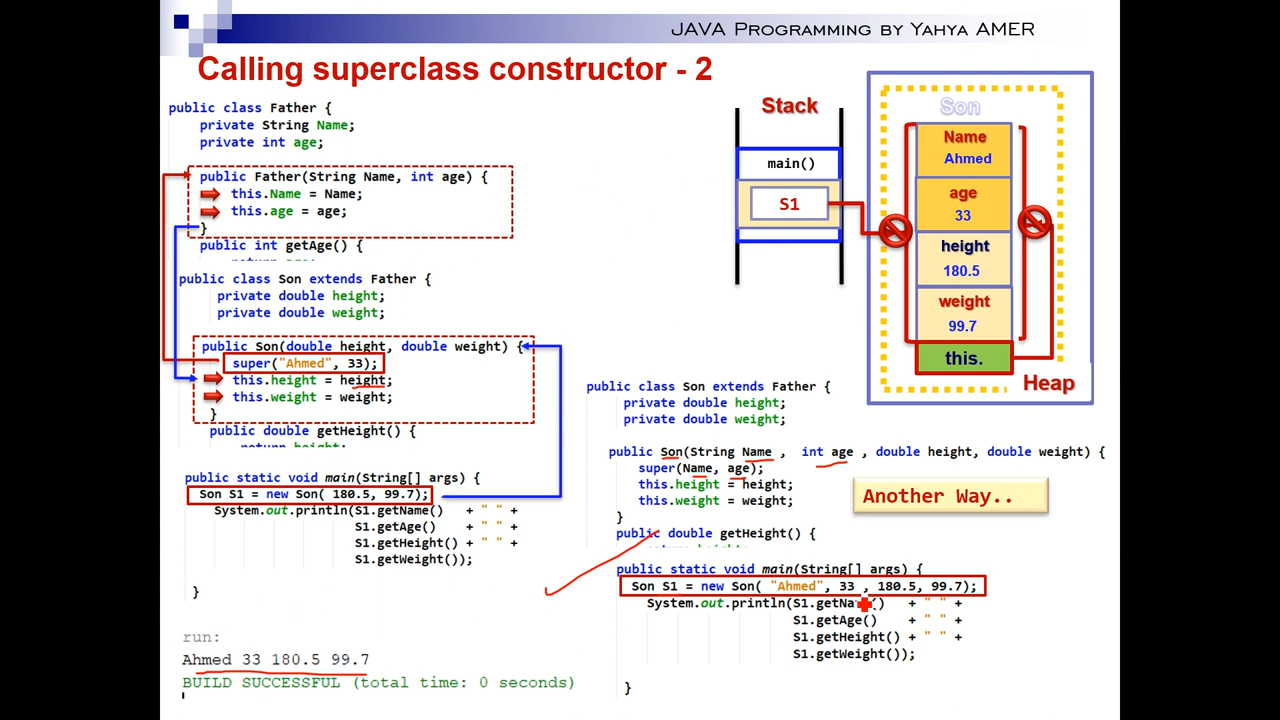 JAVA Programming by Yahya AMER
Calling superclass constructor - 2
public class Father {
private String Name;
private int age;
public Father(String Name, int age) {
this.Name = Name;
this.age = age;
}
public int getAge() {
public class Son extends Father {
private double height;
private double weight;
public Son(double height, double weight) {
super("Ahmed", 33);
this.height = height;
this.weight = weight;
}
public double getHeight() {
public static void main(String[] args) {
Son S1 = new Son( 180.5, 99.7);
System.out.println(S1.getName() + " " +
S1.getAge() + " " +
S1.getHeight() + " " +
S1.getWeight());
}
run:
Ahmed 33 180.5 99.7
BUILD SUCCESSFUL (total time: 0 seconds)
Stack
main()
S1
Son
Name
Ahmed
age
33
height
180.5
weight
99.7
this.
Heap
public class Son extends Father {
private double height;
private double weight;
public Son(String Name , int age , double height, double weight) {
super(Name, age);
this.height = height;
this.weight = weight;
}
public double getHeight() {
Another Way..
public static void main(String[] args) {
Son S1 = new Son( "Ahmed", 33 , 180.5, 99.7);
System.out.println(S1.getName() + " " +
S1.getAge() + " " +
S1.getHeight() + " " +
S1.getWeight());
}